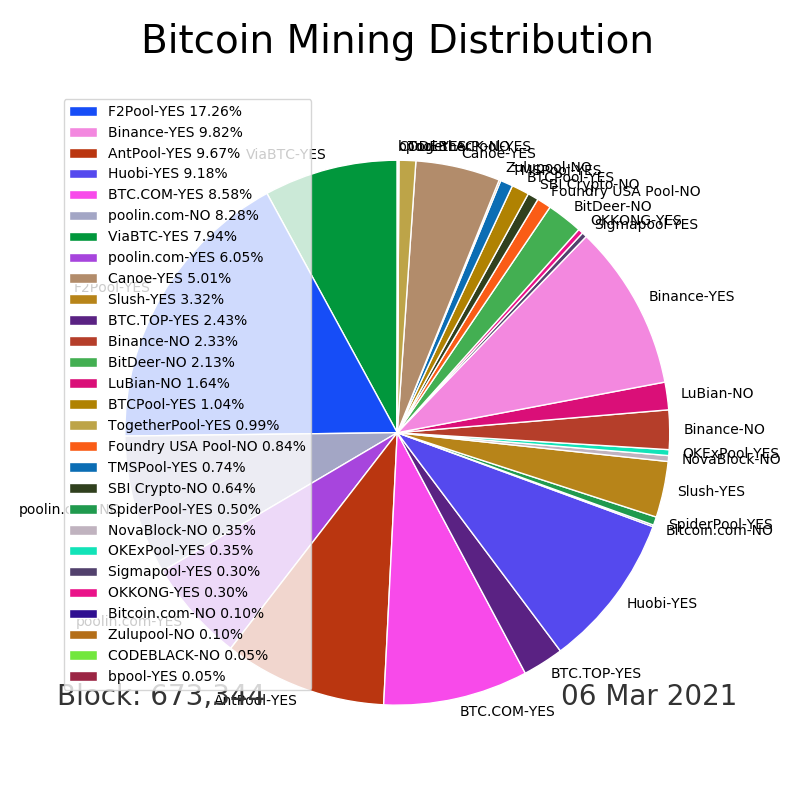 Bitcoin Mining Distribution
F2Pool-YES 17.26%
Binance-YES 9.82%
AntPool-YES 9.67%
Huobi-YES 9.18%
BTC.COM-YES 8.58%
poolin.com-NO 8.28%
ViaBTC-YES 7.94%
poolin.com-YES 6.05%
Canoe-YES 5.01%
Slush-YES 3.32%
BTC.TOP-YES 2.43%
Binance-NO 2.33%
BitDeer-NO 2.13%
LuBian-NO 1.64%
BTCPool-YES 1.04%
TogetherPool-YES 0.99%
Foundry USA Pool-NO 0.84%
TMSPool-YES 0.74%
SBI Crypto-NO 0.64%
SpiderPool-YES 0.50%
NovaBlock-NO 0.35%
OKExPool-YES 0.35%
Sigmapool-YES 0.30%
OKKONG-YES 0.30%
Bitcoin.com-NO 0.10%
Zulupool-NO 0.10%
CODEBLACK-NO 0.05%
bpool-YES 0.05%
ViaBTC-YES
F2Pool-YES
poolin.com-YES
AntPool-YES
BTC.COM-YES
BTC.TOP-YES
Huobi-YES
Bitcoin.com-NO
SpiderPool-YES
Slush-YES
NovaBlock-NO
OKExPool-YES
Binance-NO
LuBian-NO
Binance-YES
Sigmapool-YES
OKKONG-YES
BitDeer-NO
Foundry USA Pool-NO
SBI Crypto-NO
BTCPool-YES
TMSPool-YES
Zulupool-NO
Canoe-YES
Block: 673,344
06 Mar 2021